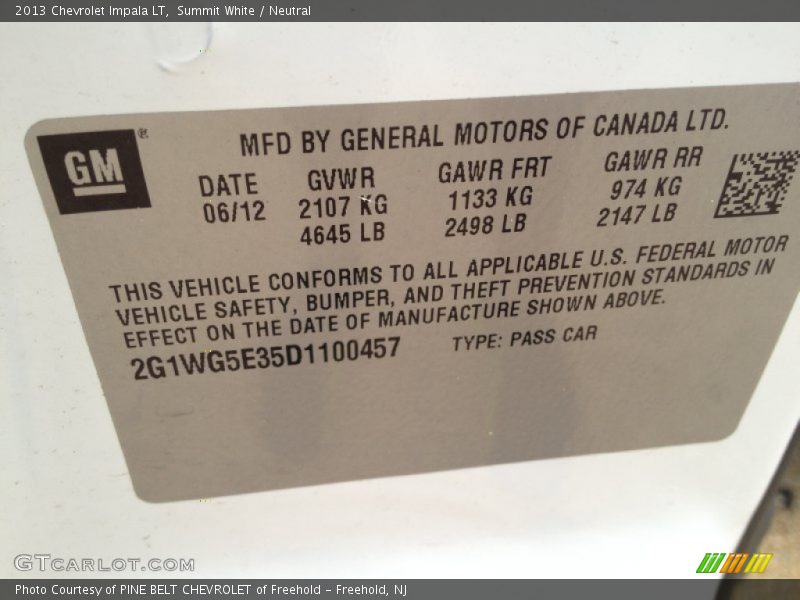 2013 Chevrolet Impala LT, Summit White / Neutral
GM ®
MFD BY GENERAL MOTORS OF CANADA LTD.
DATE GVWR GAWR FRT GAWR RR
06/12 2107 KG 1133 KG 974 KG
4645 LB 2498 LB 2147 LB
THIS VEHICLE CONFORMS TO ALL APPLICABLE U.S. FEDERAL MOTOR
VEHICLE SAFETY, BUMPER, AND THEFT PREVENTION STANDARDS IN
EFFECT ON THE DATE OF MANUFACTURE SHOWN ABOVE.
2G1WG5E35D1100457 TYPE: PASS CAR
GTCARLOT.COM
Photo Courtesy of PINE BELT CHEVROLET of Freehold – Freehold, NJ